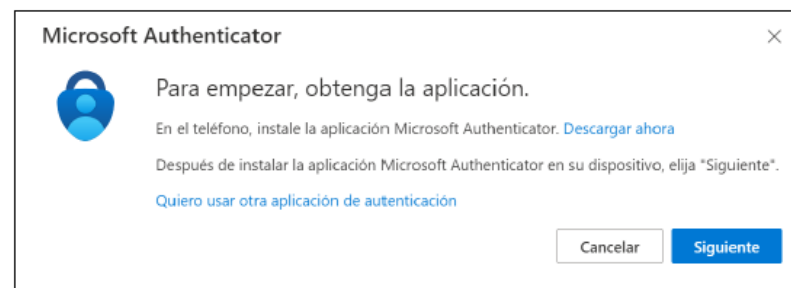 Microsoft Authenticator
Para empezar, obtenga la aplicación.
En el teléfono, instale la aplicación Microsoft Authenticator. Descargar ahora
Después de instalar la aplicación Microsoft Authenticator en su dispositivo, elija "Siguiente".
Quiero usar otra aplicación de autenticación
Cancelar Siguiente